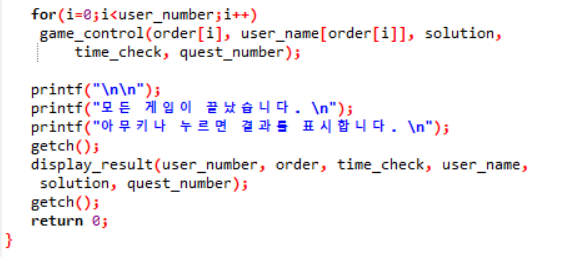 for(i=0;i<user_number;i++)
game_control(order[i], user_name[order[i]], solution,
time_check, quest_number);
printf("\n\n");
printf("모든 게임이 끝났습니다. \n");
printf("아무키나 누르면 결과를 표시합니다. \n");
getch();
display_result(user_number, order, time_check, user_name,
solution, quest_number);
getch();
return 0;
}